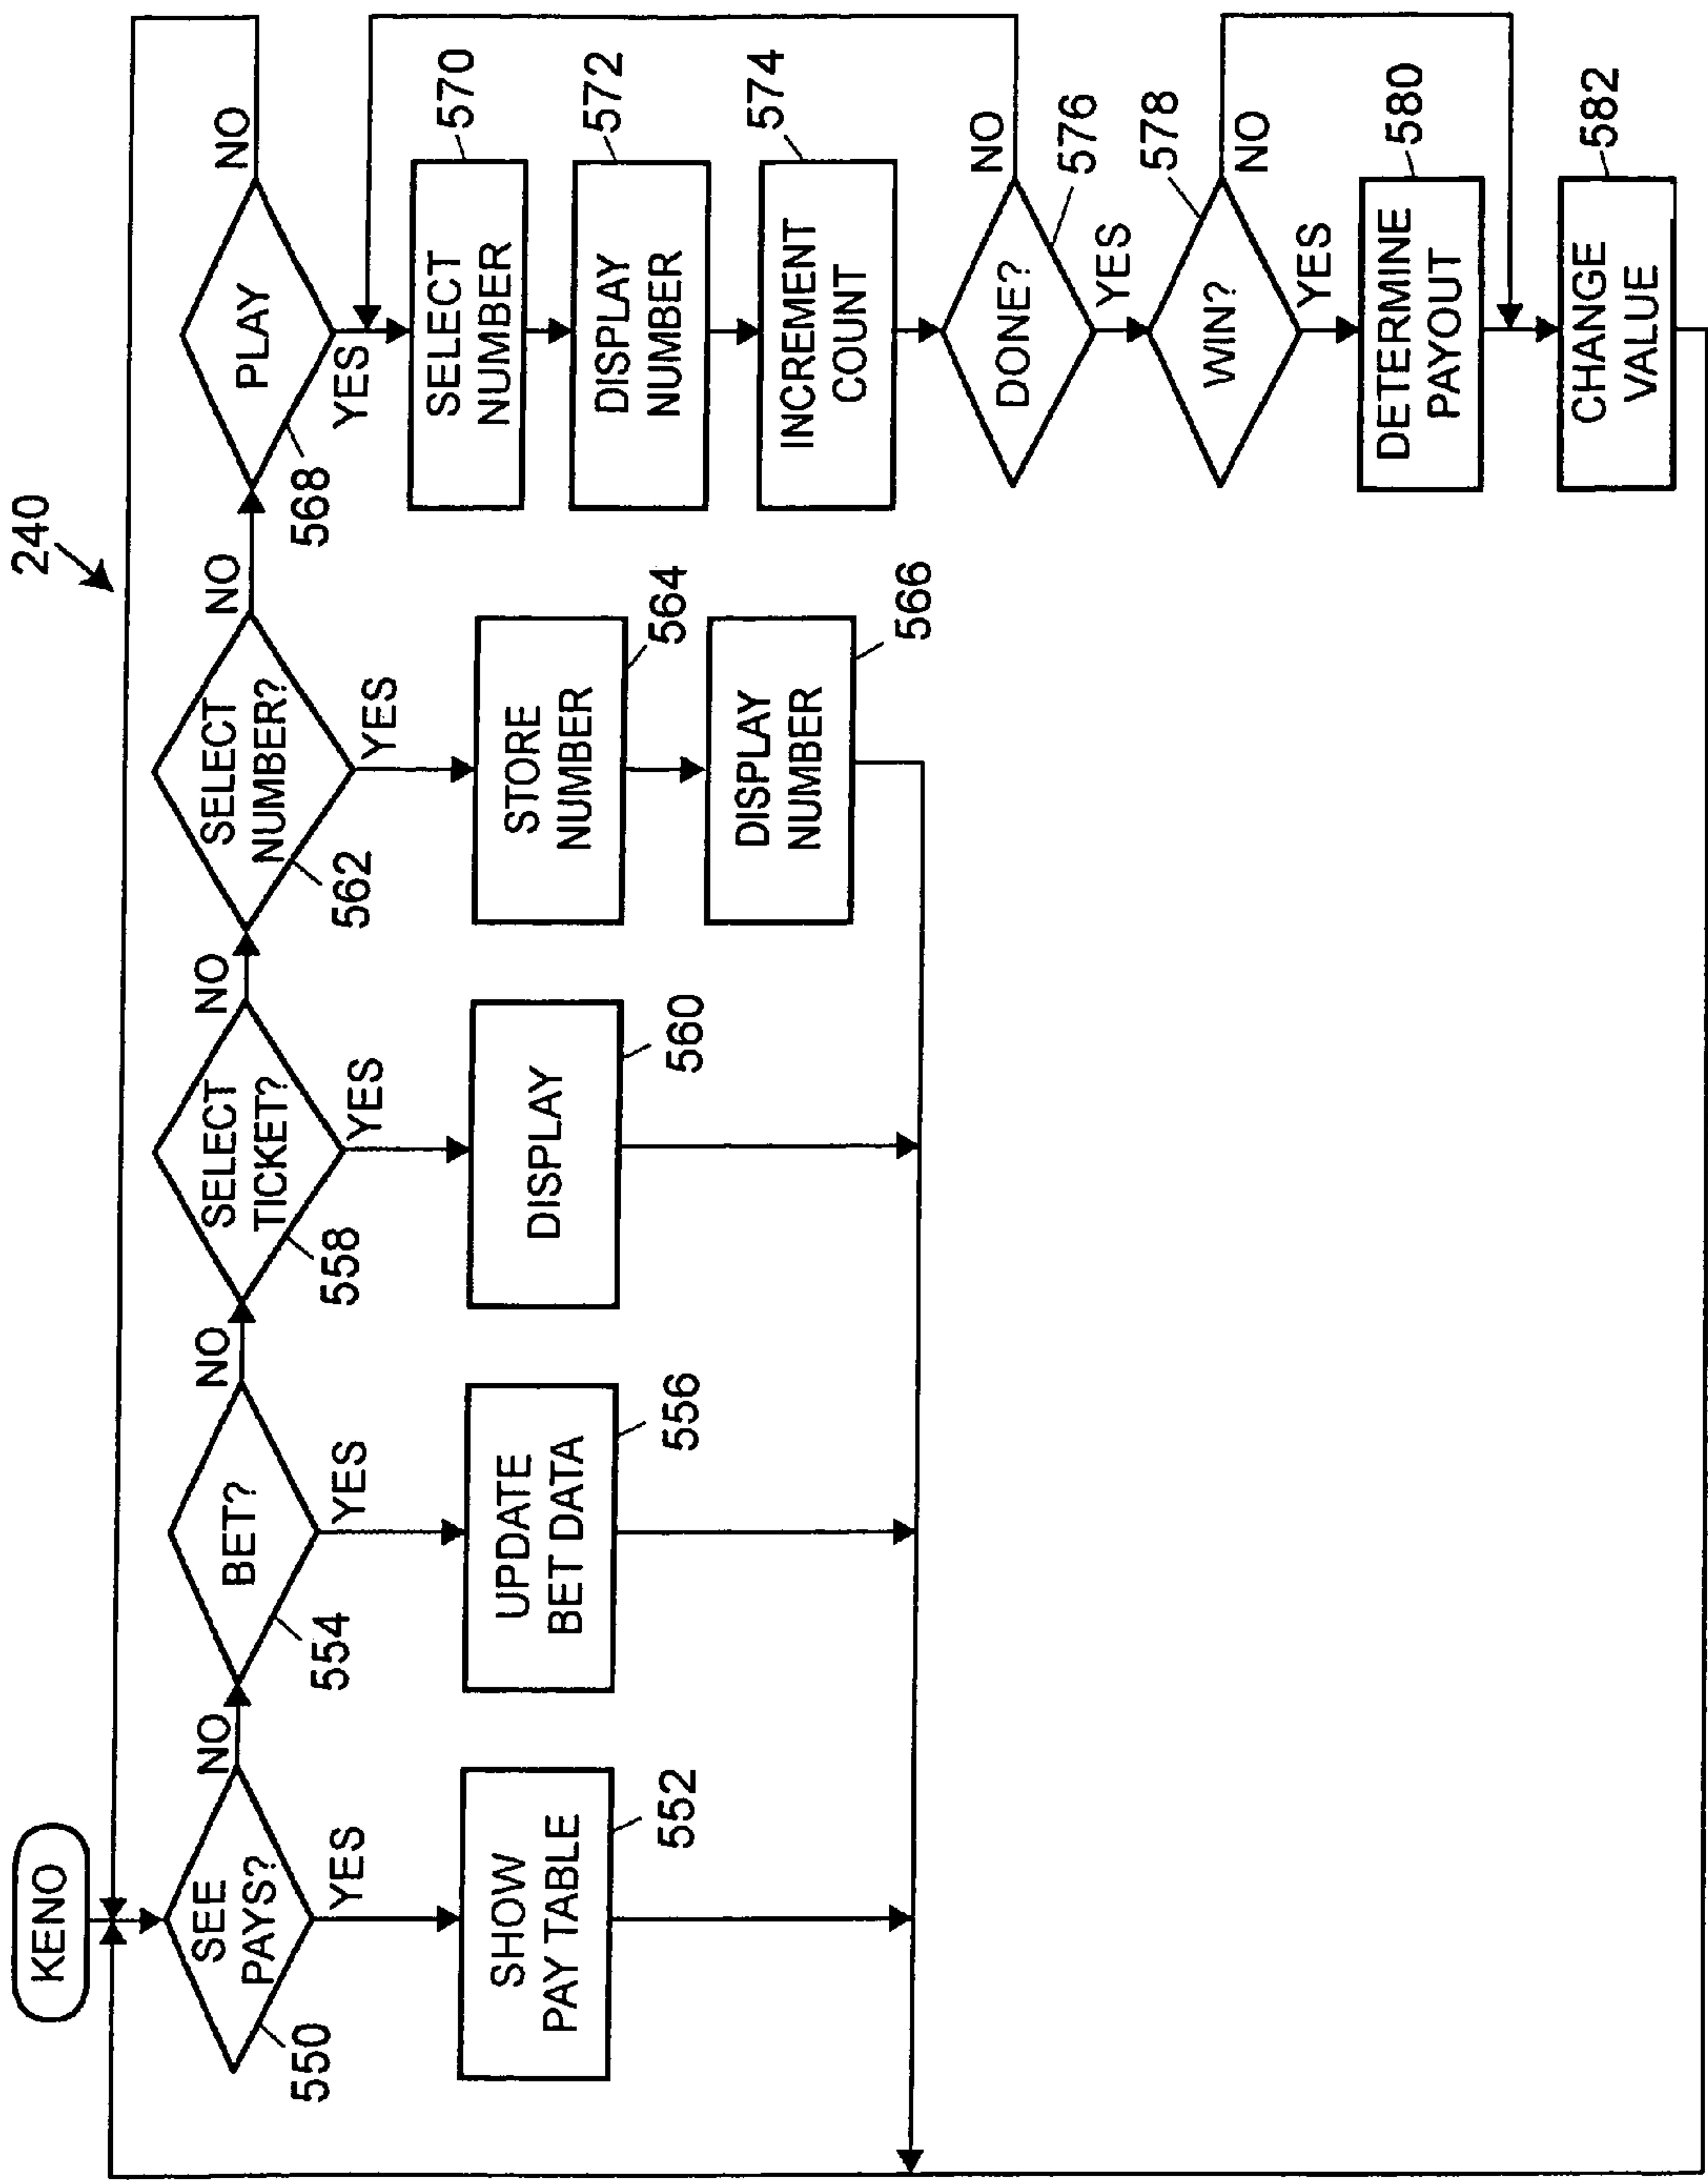 240
KENO
SEE
PAYS?
550
NO
YES
SHOW
PAY TABLE
552
BET?
554
NO
YES
UPDATE
BET DATA
556
SELECT
TICKET?
558
NO
YES
DISPLAY
560
SELECT
NUMBER?
562
NO
YES
STORE
NUMBER
564
DISPLAY
NUMBER
566
PLAY
568
NO
YES
SELECT
NUMBER
570
DISPLAY
NUMBER
572
INCREMENT
COUNT
574
DONE?
576
NO
YES
WIN?
578
NO
YES
DETERMINE
PAYOUT
580
CHANGE
VALUE
582